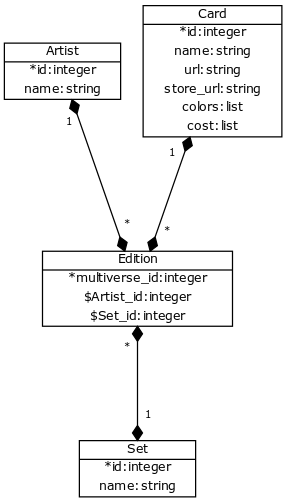 Card
*id:integer
name:string
url:string
store_url:string
colors:list
cost:list
Artist
*id:integer
name:string
1
1
*
*
Edition
*multiverse_id:integer
$Artist_id:integer
$Set_id:integer
*
1
Set
*id:integer
name:string